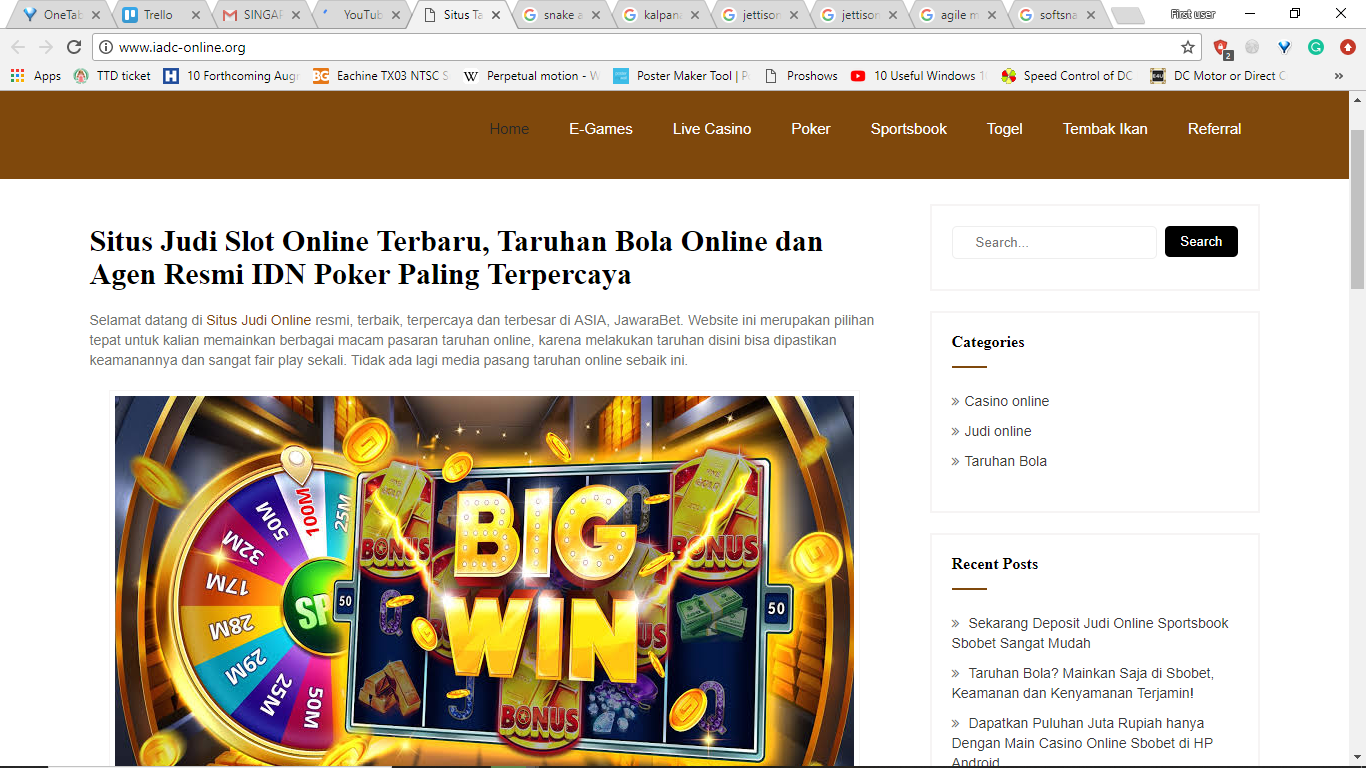 OneTab
Trello
SINGAP
YouTub
Situs Ta
snake a
kalpana
jettison
jettison
agile m
softsna
First user
www.iadc-online.org
2
Apps
TTD ticket
10 Forthcoming Augm
Eachine TX03 NTSC S
Perpetual motion - W
Poster Maker Tool | P
Proshows
10 Useful Windows 10
Speed Control of DC
DC Motor or Direct C
Home
E-Games
Live Casino
Poker
Sportsbook
Togel
Tembak Ikan
Referral
Situs Judi Slot Online Terbaru, Taruhan Bola Online dan
Agen Resmi IDN Poker Paling Terpercaya
Selamat datang di Situs Judi Online resmi, terbaik, terpercaya dan terbesar di ASIA, JawaraBet. Website ini merupakan pilihan
tepat untuk kalian memainkan berbagai macam pasaran taruhan online, karena melakukan taruhan disini bisa dipastikan
keamanannya dan sangat fair play sekali. Tidak ada lagi media pasang taruhan online sebaik ini.
25M
100M
50M
32M
17M
28M
29M
25M
50M
SP
50
BONUS
BIG
WIN
BONUS
BONUS
50
Q
J
Q
Search...
Search
Categories
» Casino online
» Judi online
» Taruhan Bola
Recent Posts
» Sekarang Deposit Judi Online Sportsbook
Sbobet Sangat Mudah
» Taruhan Bola? Mainkan Saja di Sbobet,
Keamanan dan Kenyamanan Terjamin!
» Dapatkan Puluhan Juta Rupiah hanya
Dengan Main Casino Online Sbobet di HP
Android